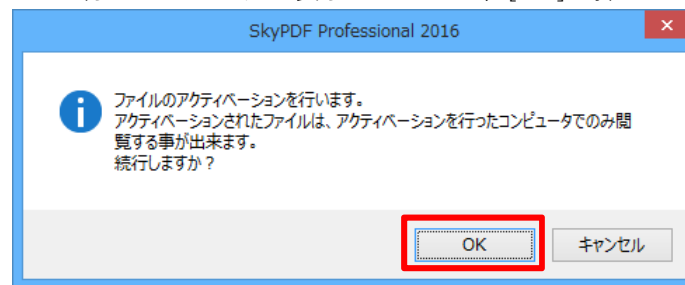 SkyPDF Professional 2016
ファイルのアクティベーションを行います。
アクティベーションされたファイルは、アクティベーションを行ったコンピュータでのみ閲
覧する事が出来ます。
続行しますか？
OK
キャンセル